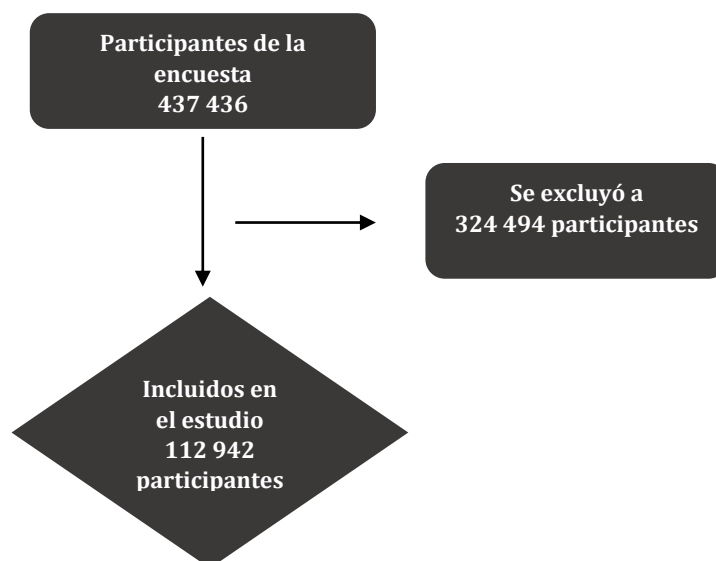 Participantes de la
encuesta
437 436
Se excluyó a
324 494 participantes
Incluidos en
el estudio
112 942
participantes